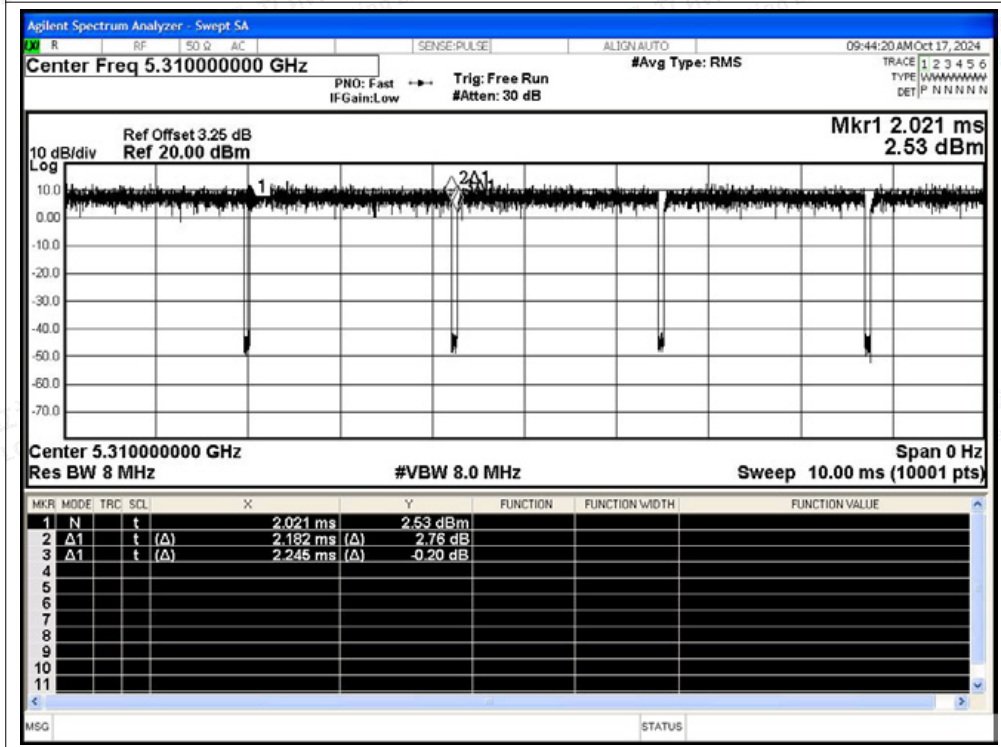 Agilent Spectrum Analyzer - Swept SA
R RF 50 Ω AC SENSE:PULSE ALIGN AUTO 09:44:20 AM Oct 17, 2024
Center Freq 5.310000000 GHz #Avg Type: RMS TRACE 1 2 3 4 5 6
PNO: Fast Trig: Free Run TYPE WWWWWW
IFGain:Low #Atten: 30 dB DET P N N N N N
Mkr1 2.021 ms
Ref Offset 3.25 dB
10 dB/div Ref 20.00 dBm 2.53 dBm
Log
10.0
0.00
-10.0
-20.0
-30.0
-40.0
-50.0
-60.0
-70.0
1 2Δ1
Center 5.310000000 GHz Span 0 Hz
Res BW 8 MHz #VBW 8.0 MHz Sweep 10.00 ms (10001 pts)
MKR MODE TRC SCL X Y FUNCTION FUNCTION WIDTH FUNCTION VALUE
1 N t 2.021 ms 2.53 dBm
2 Δ1 t (Δ) 2.182 ms (Δ) 2.76 dB
3 Δ1 t (Δ) 2.245 ms (Δ) -0.20 dB
4
5
6
7
8
9
10
11
MSG STATUS